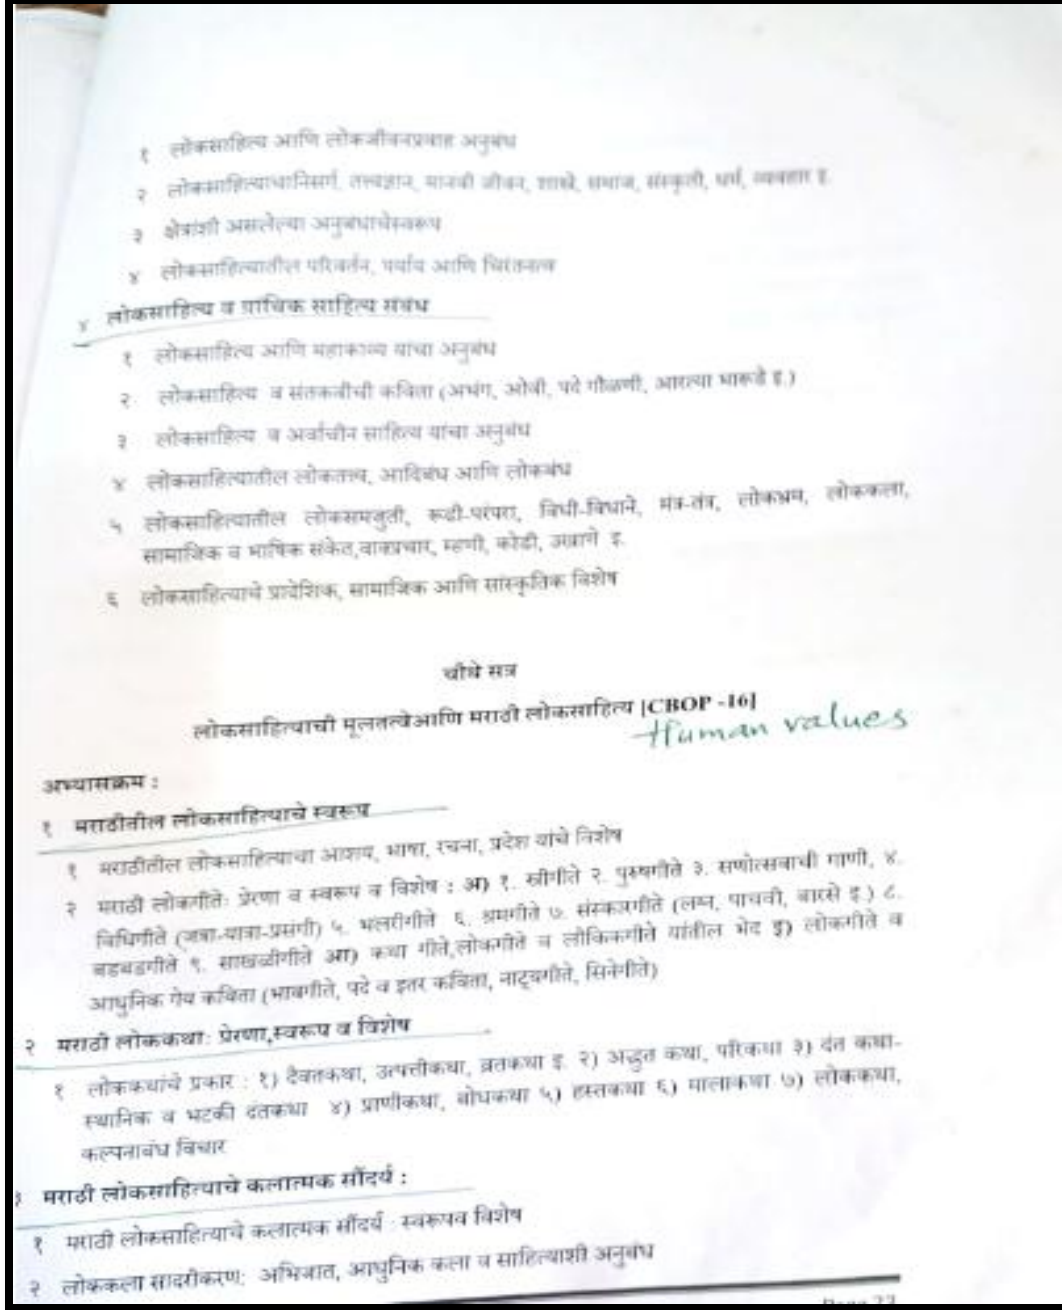 १ लोकसाहित्य आणि लोकजीवनप्रवाह अनुबंध
२ लोकसाहित्याचानिसर्ग, तत्त्वज्ञान, मानवी जीवन, शास्त्रे, समाज, संस्कृती, धर्म, व्यवहार इ.
३ क्षेत्रांशी असलेल्या अनुबंधाचेस्वरूप
४ लोकसाहित्यातील परिवर्तन, पर्याय आणि चिरंतनत्व
४ लोकसाहित्य व ग्रांथिक साहित्य संबंध
१ लोकसाहित्य आणि महाकाव्य यांचा अनुबंध
२ लोकसाहित्य व संतकवींची कविता (अभंग, ओवी, पदे गौळणी, आरत्या भारूडे इ.)
३ लोकसाहित्य व अर्वाचीन साहित्य यांचा अनुबंध
४ लोकसाहित्यातील लोकतत्त्व, आदिबंध आणि लोकबंध
५ लोकसाहित्यातील लोकसमजुती, रूढी-परंपरा, विधी-विधाने, मंत्र-तंत्र, लोकभ्रम, लोककला,
सामाजिक व भाषिक संकेत,वाक्प्रचार, म्हणी, कोडी, उखाणे इ.
६ लोकसाहित्याचे प्रादेशिक, सामाजिक आणि सांस्कृतिक विशेष
चौथे सत्र
लोकसाहित्याची मूलतत्वेआणि मराठी लोकसाहित्य [CBOP -16]
Human values
अभ्यासक्रम :
१ मराठीतील लोकसाहित्याचे स्वरूप
१ मराठीतील लोकसाहित्याचा आशय, भाषा, रचना, प्रदेश यांचे विशेष
२ मराठी लोकगीतेः प्रेरणा व स्वरूप व विशेष : अ) १. स्त्रीगीते २. पुरुषगीते ३. सणोत्सवाची गाणी, ४.
विधिगीते (जत्रा-यात्रा-प्रसंगी) ५. भलरीगीते ६. श्रमगीते ७. संस्कारगीते (लग्न, पाचवी, बारसे इ.) ८.
बडबडगीते ९. साखळीगीते आ) कथा गीते,लोकगीते व लौकिकगीते यांतील भेद इ) लोकगीते व
आधुनिक गेय कविता (भावगीते, पदे व इतर कविता, नाट्यगीते, सिनेगीते)
२ मराठी लोककथाः प्रेरणा,स्वरूप व विशेष
१ लोककथांचे प्रकार : १) दैवतकथा, उत्पत्तीकथा, व्रतकथा इ. २) अद्भुत कथा, परिकथा ३) दंत कथा-
स्थानिक व भटकी दंतकथा ४) प्राणीकथा, बोधकथा ५) हस्तकथा ६) मालाकथा ७) लोककथा,
कल्पनाबंध विचार
३ मराठी लोकसाहित्याचे कलात्मक सौंदर्य :
१ मराठी लोकसाहित्याचे कलात्मक सौंदर्य : स्वरूपव विशेष
२ लोककला सादरीकरण: अभिजात, आधुनिक कला व साहित्याशी अनुबंध